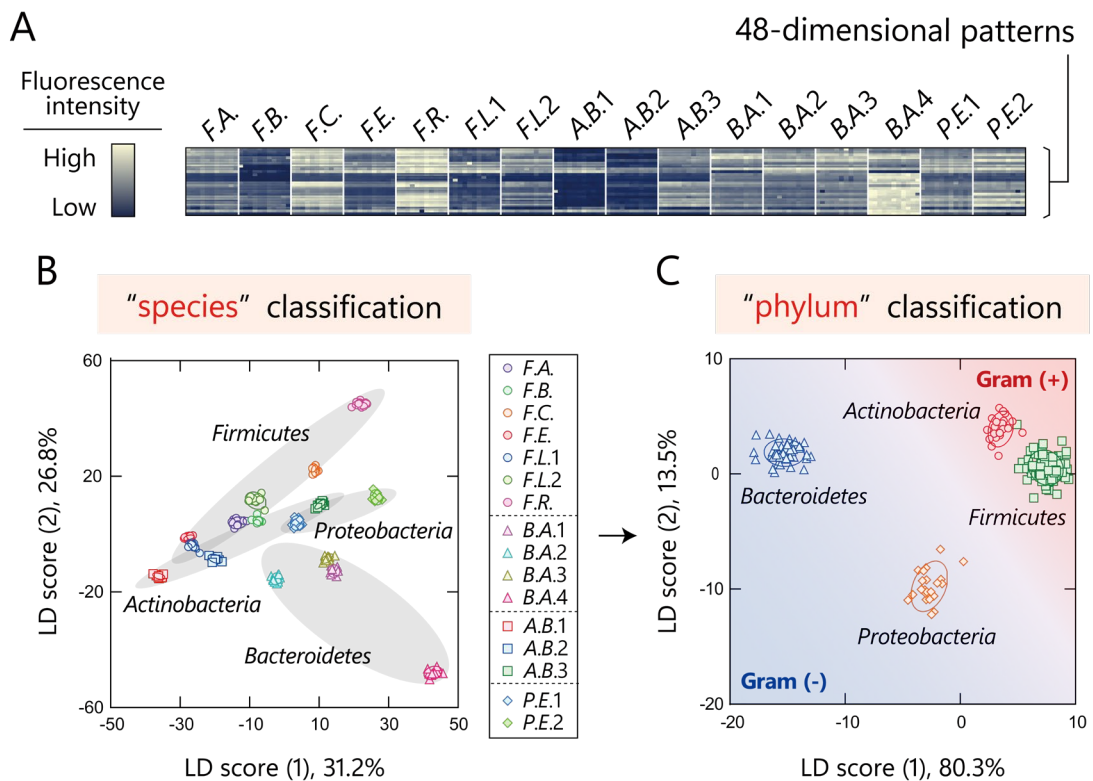 A
48-dimensional patterns
Fluorescence
intensity
High
Low
F.A.
F.B.
F.C.
F.E.
F.R.
F.L.1
F.L.2
A.B.1
A.B.2
A.B.3
B.A.1
B.A.2
B.A.3
B.A.4
P.E.1
P.E.2
B
“species” classification
60
20
-20
-60
-50
-30
-10
10
30
50
LD score (2), 26.8%
LD score (1), 31.2%
Firmicutes
Proteobacteria
Actinobacteria
Bacteroidetes
F.A.
F.B.
F.C.
F.E.
F.L.1
F.L.2
F.R.
B.A.1
B.A.2
B.A.3
B.A.4
A.B.1
A.B.2
A.B.3
P.E.1
P.E.2
C
“phylum” classification
10
0
-10
-20
-20
-10
0
10
LD score (2), 13.5%
LD score (1), 80.3%
Gram (+)
Actinobacteria
Bacteroidetes
Firmicutes
Proteobacteria
Gram (-)